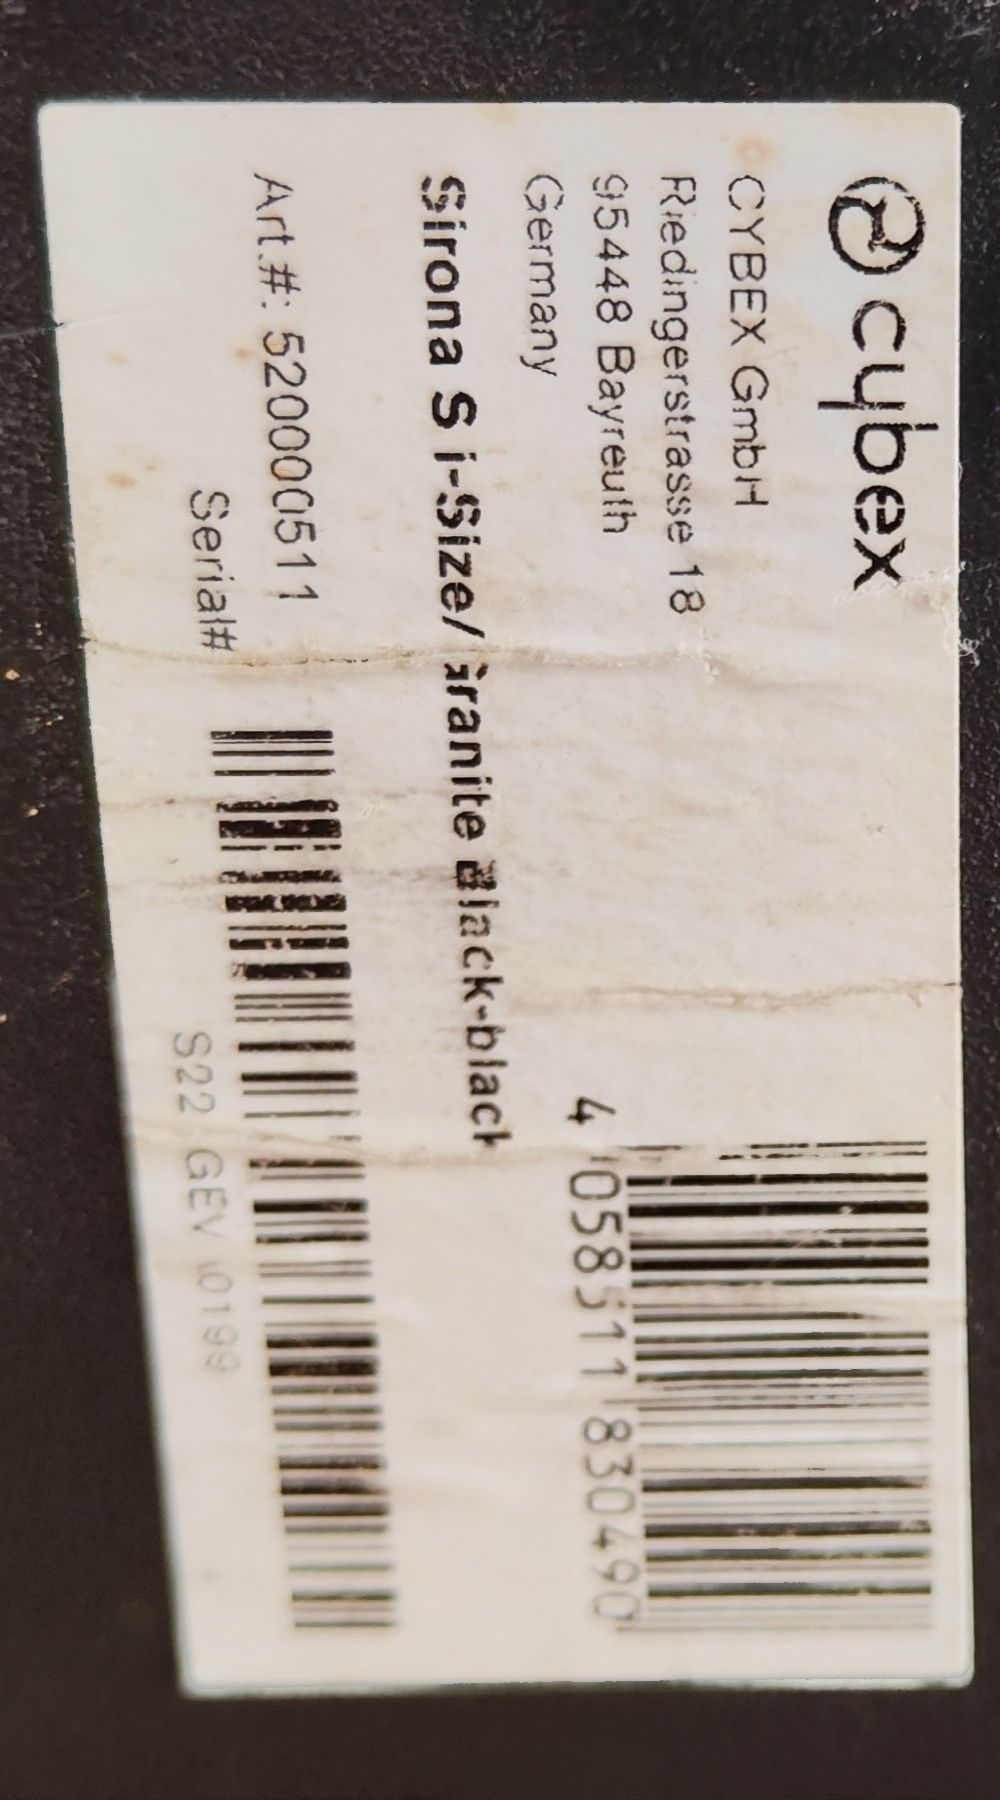 cybex
CYBEX GmbH
Riedingerstrasse 18
95448 Bayreuth
Germany
4 058511 830490
Sirona S i-Size/Granite Black-black
Art.#: 520000511
Serial#
S22 GEV